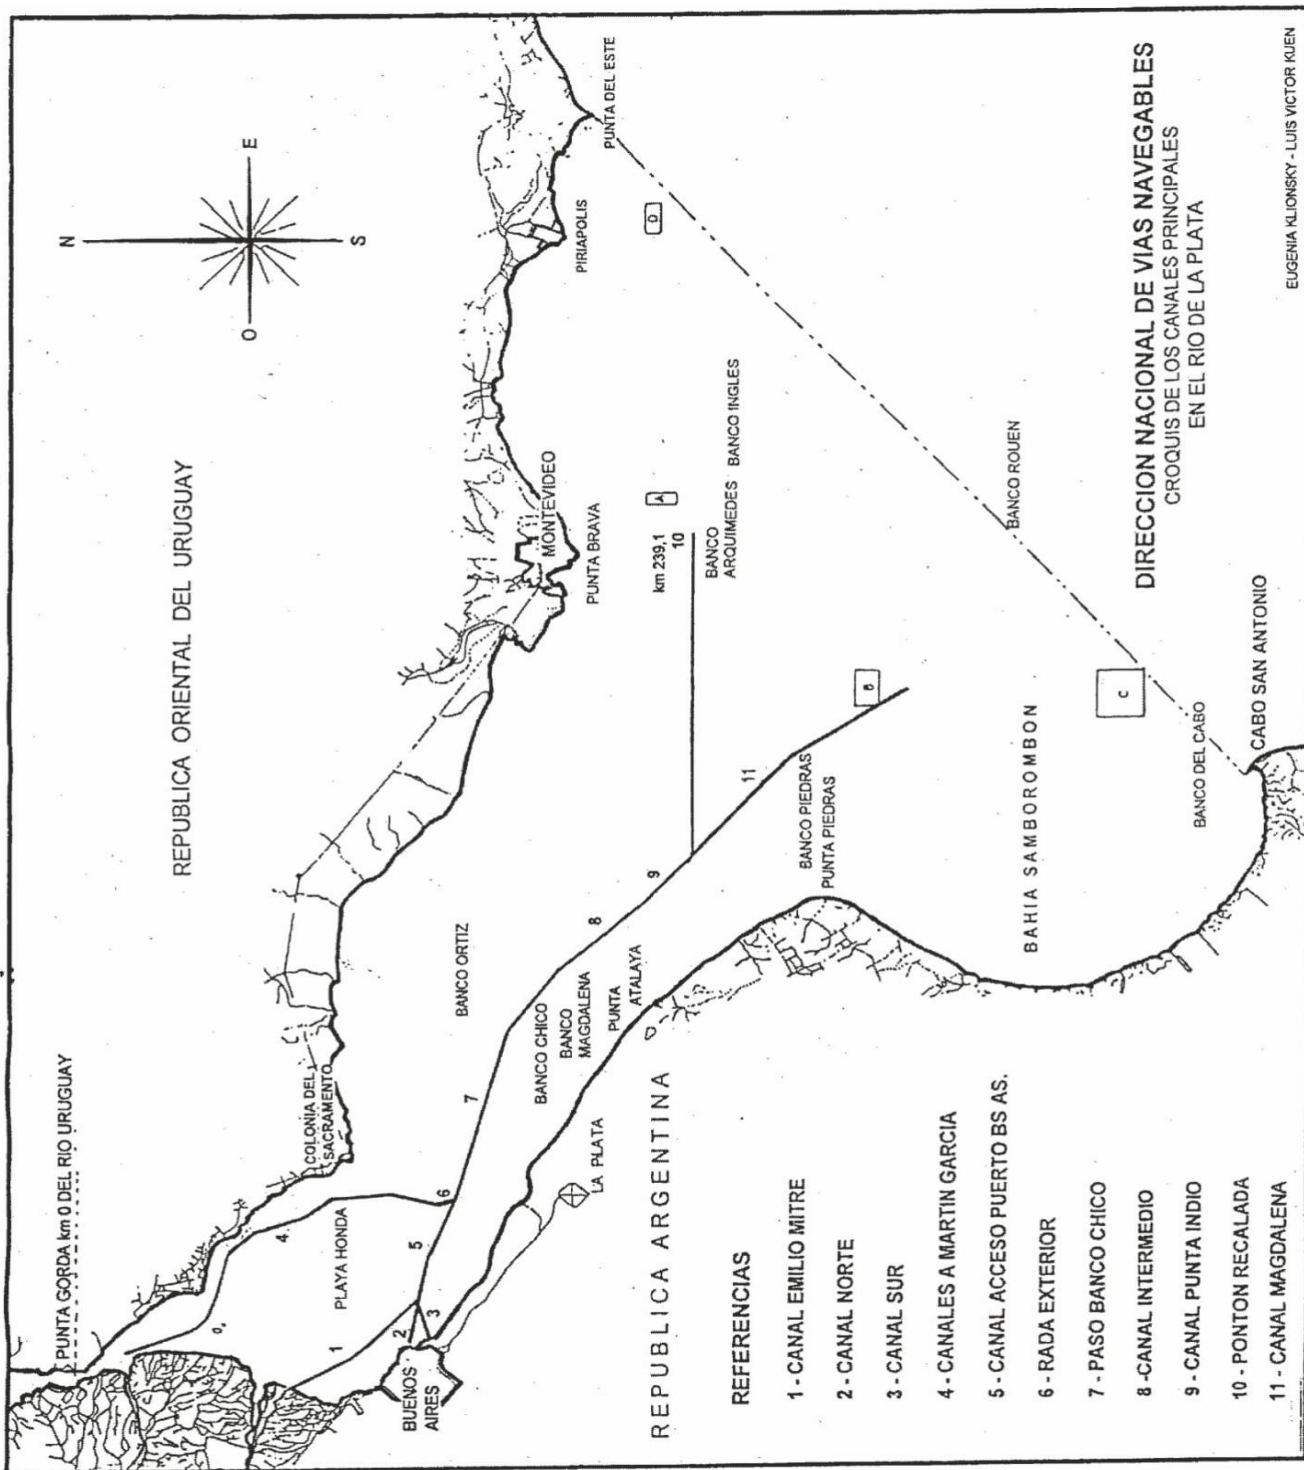 N
O
E
S
REPUBLICA ORIENTAL DEL URUGUAY
PUNTA GORDA km 0 DEL RIO URUGUAY
COLONIA DEL
SACRAMENTO
MONTEVIDEO
PUNTA BRAVA
PIRIAPOLIS
PUNTA DEL ESTE
PLAYA HONDA
BANCO ORTIZ
km 239,1
10
A
D
BANCO
ARQUIMEDES
BANCO INGLES
1
2
3
4
5
6
7
8
9
11
B
C
BUENOS
AIRES
LA PLATA
BANCO CHICO
BANCO
MAGDALENA
PUNTA
ATALAYA
BANCO PIEDRAS
PUNTA PIEDRAS
BAHIA SAMBOROMBON
BANCO ROUEN
BANCO DEL CABO
CABO SAN ANTONIO
REPUBLICA ARGENTINA
REFERENCIAS
1 - CANAL EMILIO MITRE
2 - CANAL NORTE
3 - CANAL SUR
4 - CANALES A MARTIN GARCIA
5 - CANAL ACCESO PUERTO BS AS.
6 - RADA EXTERIOR
7 - PASO BANCO CHICO
8 -CANAL INTERMEDIO
9 - CANAL PUNTA INDIO
10 - PONTON RECALADA
11 - CANAL MAGDALENA
DIRECCION NACIONAL DE VIAS NAVEGABLES
CROQUIS DE LOS CANALES PRINCIPALES
EN EL RIO DE LA PLATA
EUGENIA KLIONSKY - LUIS VICTOR KUEN